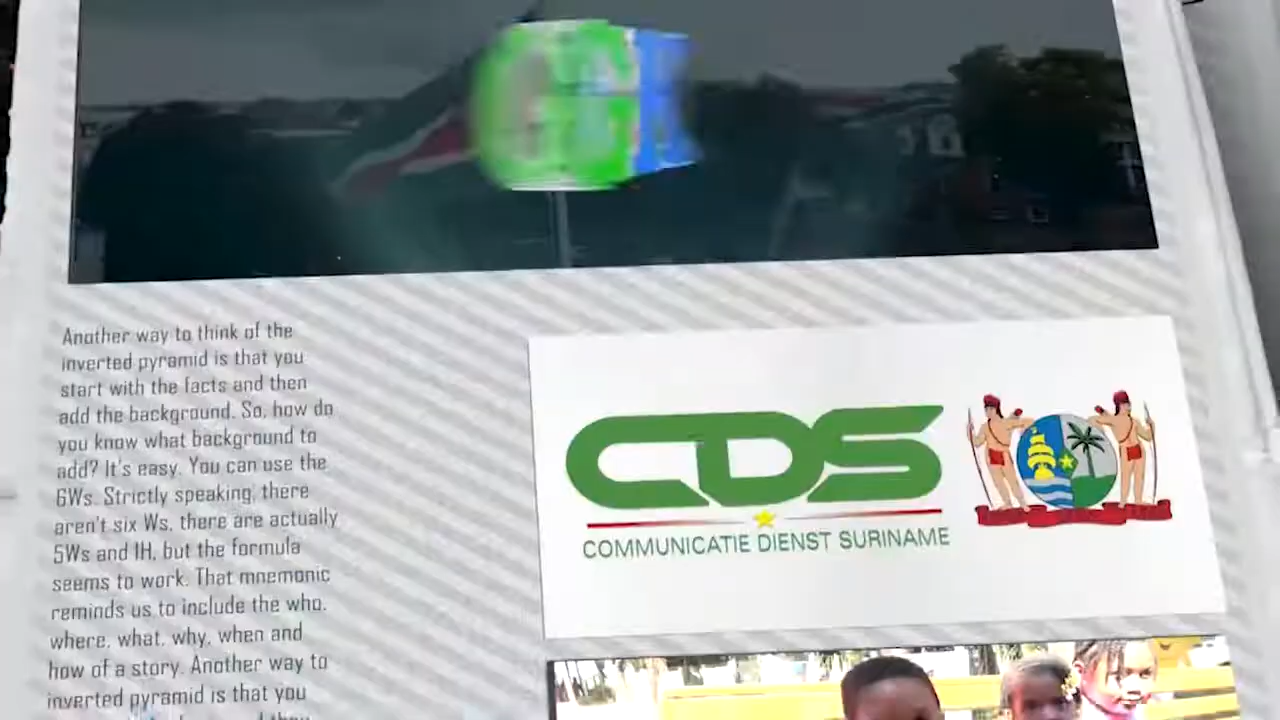 Another way to think of the
inverted pyramid is that you
start with the facts and then
add the background. So, how do
you know what background to
add? It's easy. You can use the
6Ws. Strictly speaking, there
aren't six Ws, there are actually
5Ws and 1H, but the formula
seems to work. That mnemonic
reminds us to include the who,
where, what, why, when and
how of a story. Another way to
inverted pyramid is that you
CDS
COMMUNICATIE DIENST SURINAME